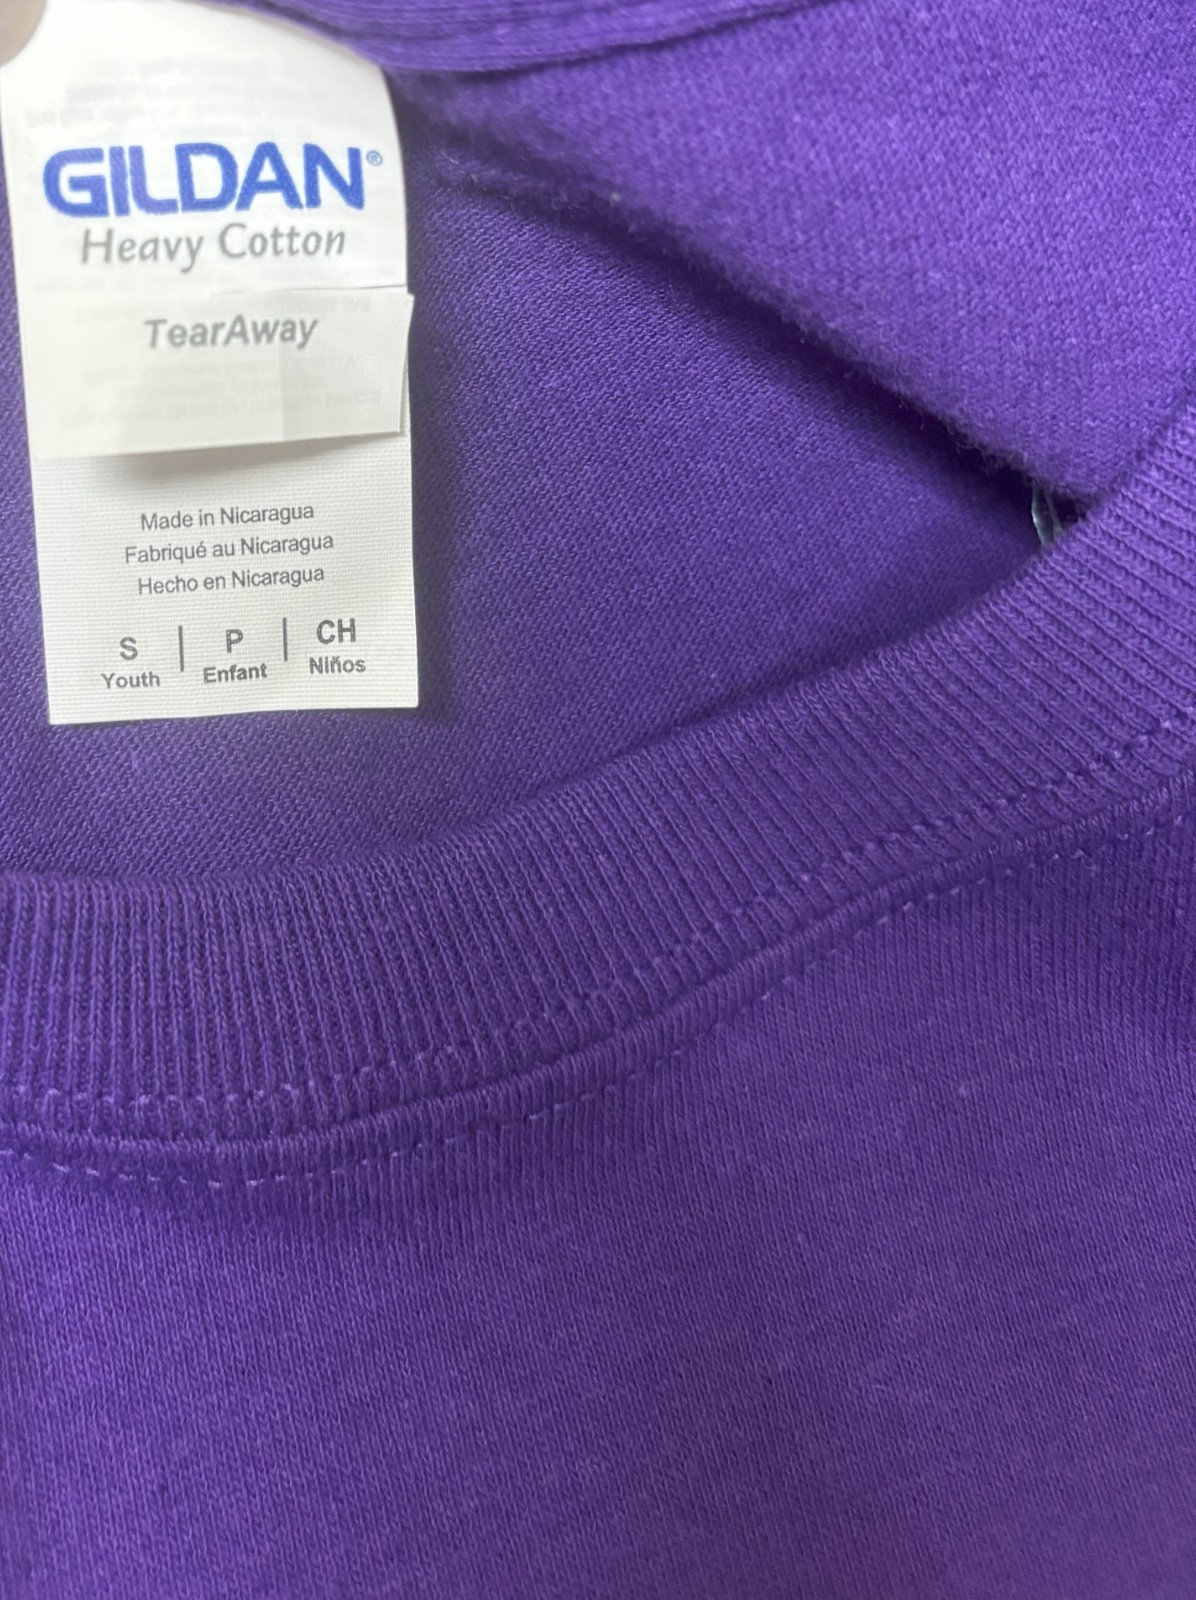 GILDAN®
Heavy Cotton
TearAway
Made in Nicaragua
Fabriqué au Nicaragua
Hecho en Nicaragua
S | P | CH
Youth Enfant Niños